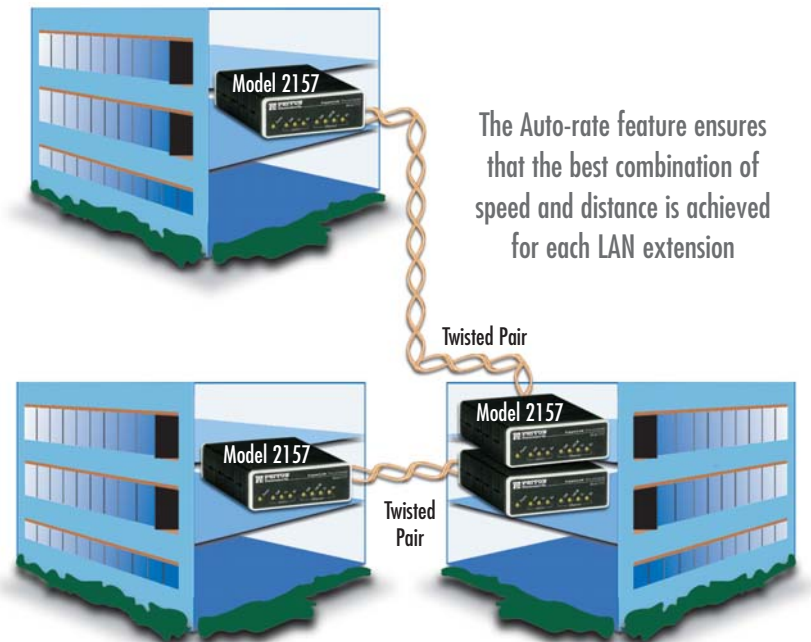 Model 2157
The Auto-rate feature ensures
that the best combination of
speed and distance is achieved
for each LAN extension
Twisted Pair
Model 2157
Model 2157
Twisted
Pair